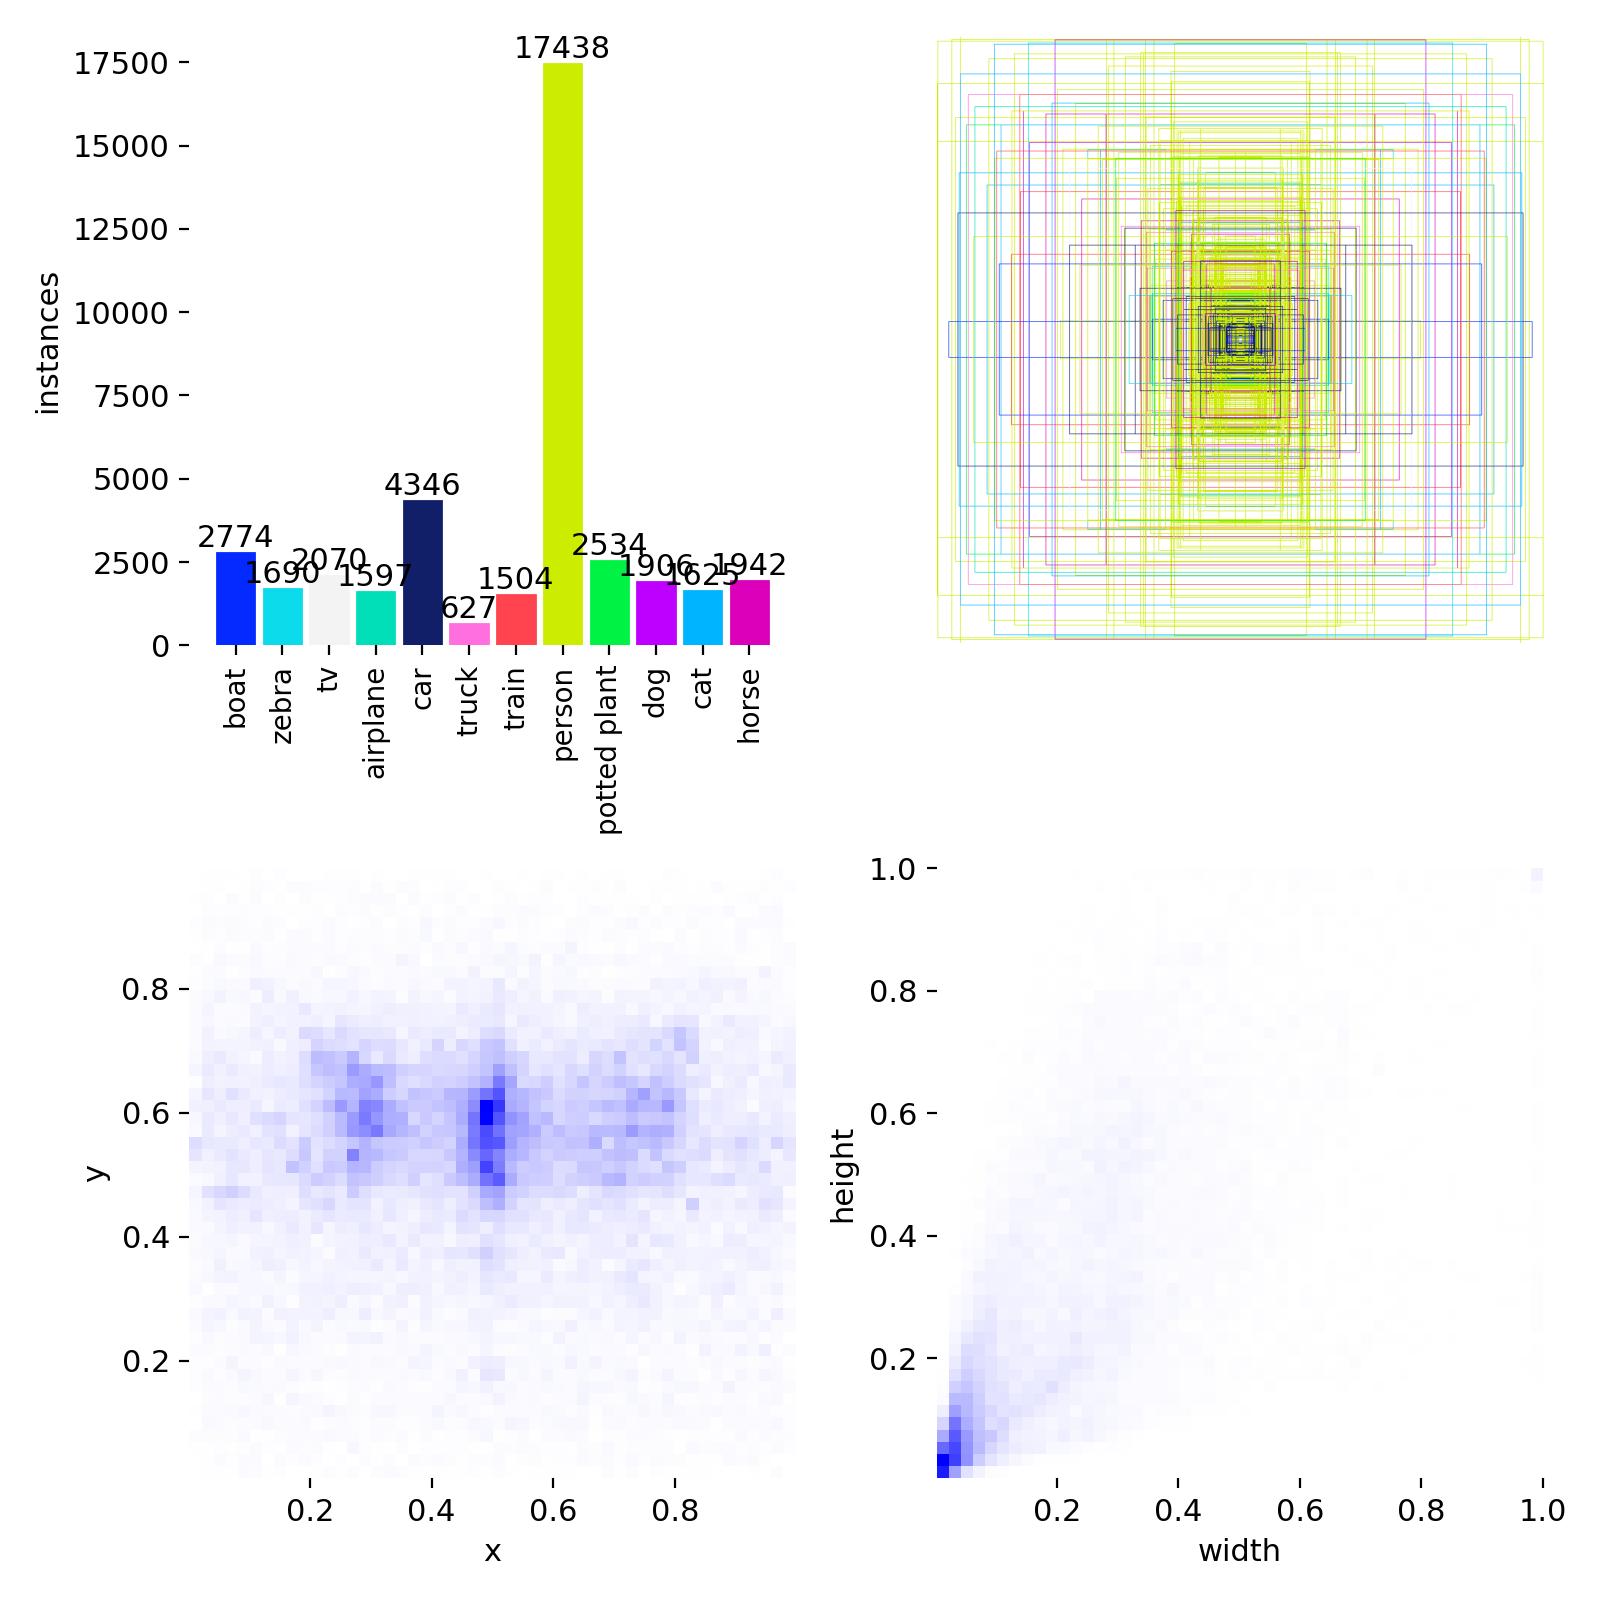 17438
17500
15000
12500
10000
7500
5000
2500
0
instances
2774
1690
2070
1597
4346
627
1504
2534
1906
1625
1942
boat
zebra
tv
airplane
car
truck
train
person
potted plant
dog
cat
horse
0.8
0.6
0.4
0.2
y
0.2 0.4 0.6 0.8
x
1.0
0.8
0.6
0.4
0.2
height
0.2 0.4 0.6 0.8 1.0
width